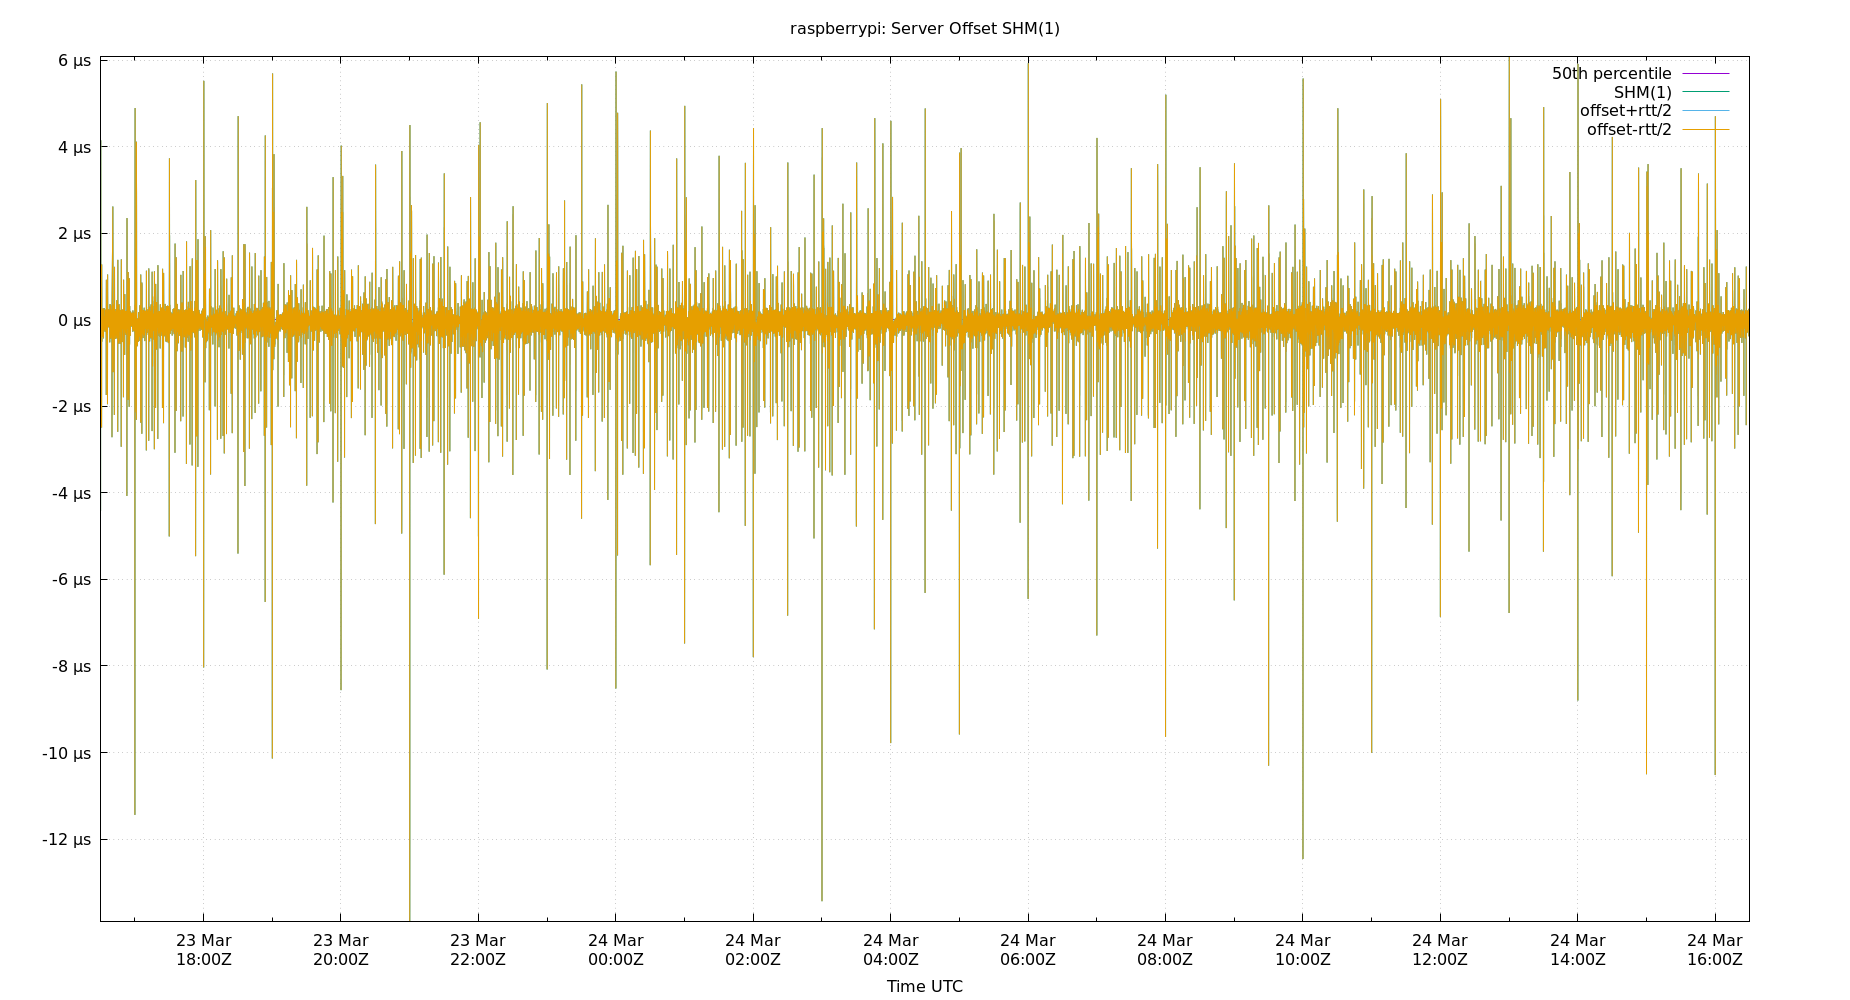 raspberrypi: Server Offset SHM(1)
50th percentile
SHM(1)
offset+rtt/2
offset-rtt/2
6 µs
4 µs
2 µs
0 µs
-2 µs
-4 µs
-6 µs
-8 µs
-10 µs
-12 µs
23 Mar 23 Mar 23 Mar 24 Mar 24 Mar 24 Mar 24 Mar 24 Mar 24 Mar 24 Mar 24 Mar 24 Mar
18:00Z 20:00Z 22:00Z 00:00Z 02:00Z 04:00Z 06:00Z 08:00Z 10:00Z 12:00Z 14:00Z 16:00Z
Time UTC